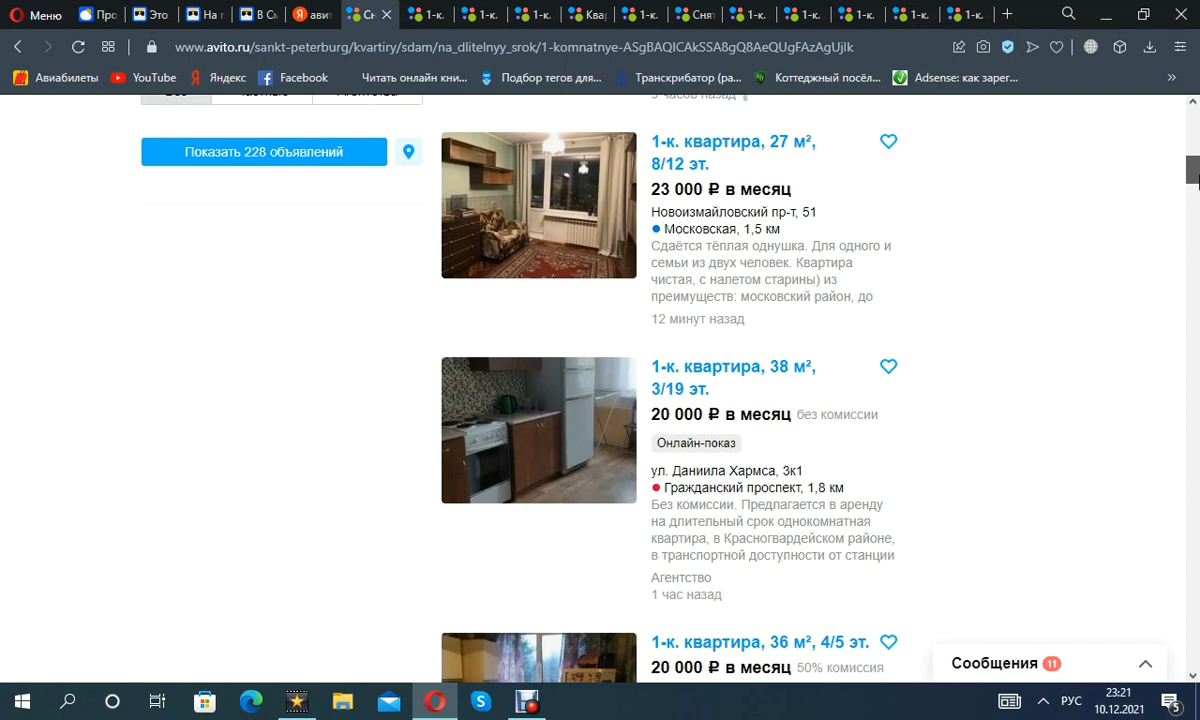 Меню
Про
Это
На г
В Сл
ави
Сн
1-к.
1-к.
1-к.
Ква
1-к.
Снят
1-к.
1-к.
1-к.
1-к.
1-к.
www.avito.ru/sankt-peterburg/kvartiry/sdam/na_dlitelnyy_srok/1-komnatnye-ASgBAQICAkSSA8gQ8AeQUgFAzAgUjlk
Авиабилеты
YouTube
Яндекс
Facebook
Читать онлайн кни...
Подбор тегов для...
Транскрибатор (ра...
Коттеджный посёл...
Adsense: как зарег...
»
5 часов назад
Показать 228 объявлений
1-к. квартира, 27 м²,
8/12 эт.
23 000 ₽ в месяц
Новоизмайловский пр-т, 51
Московская, 1,5 км
Сдаётся тёплая однушка. Для одного и
семьи из двух человек. Квартира
чистая, с налетом старины) из
преимуществ: московский район, до
12 минут назад
1-к. квартира, 38 м²,
3/19 эт.
20 000 ₽ в месяц без комиссии
Онлайн-показ
ул. Даниила Хармса, 3к1
Гражданский проспект, 1,8 км
Без комиссии. Предлагается в аренду
на длительный срок однокомнатная
квартира, в Красногвардейском районе,
в транспортной доступности от станции
Агентство
1 час назад
1-к. квартира, 36 м², 4/5 эт.
20 000 ₽ в месяц 50% комиссия
Сообщения 11
РУС
23:21
10.12.2021
5